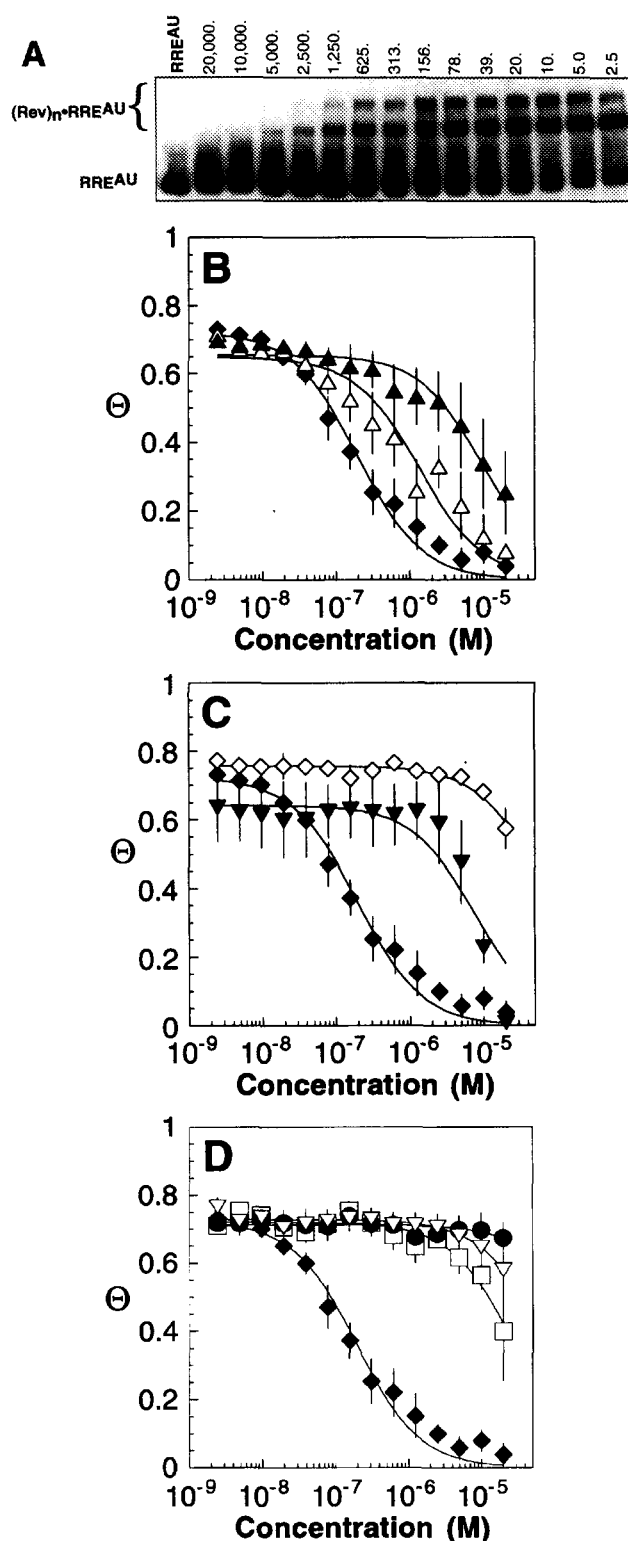 A
RREAU 20,000. 10,000. 5,000. 2,500. 1,250. 625. 313. 156. 78. 39. 20. 10. 5.0 2.5
(Rev)n•RREAU {
RREAU
B
1
0.8
0.6
Θ
0.4
0.2
0
10-9 10-8 10-7 10-6 10-5
Concentration (M)
C
1
0.8
0.6
Θ
0.4
0.2
0
10-9 10-8 10-7 10-6 10-5
Concentration (M)
D
1
0.8
0.6
Θ
0.4
0.2
0
10-9 10-8 10-7 10-6 10-5
Concentration (M)